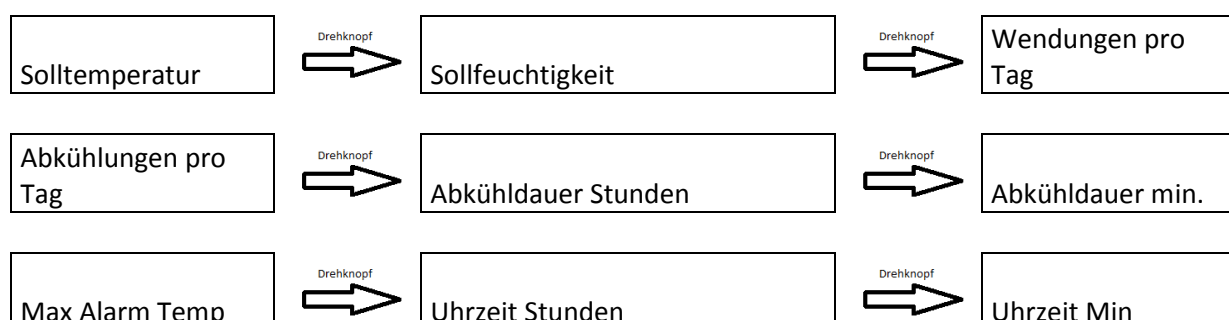 Drehknopf Drehknopf
Solltemperatur Sollfeuchtigkeit Wendungen pro
Tag
Abkühlungen pro Drehknopf Drehknopf
Tag Abkühldauer Stunden Abkühldauer min.
Drehknopf Drehknopf
Max Alarm Temp Uhrzeit Stunden Uhrzeit Min